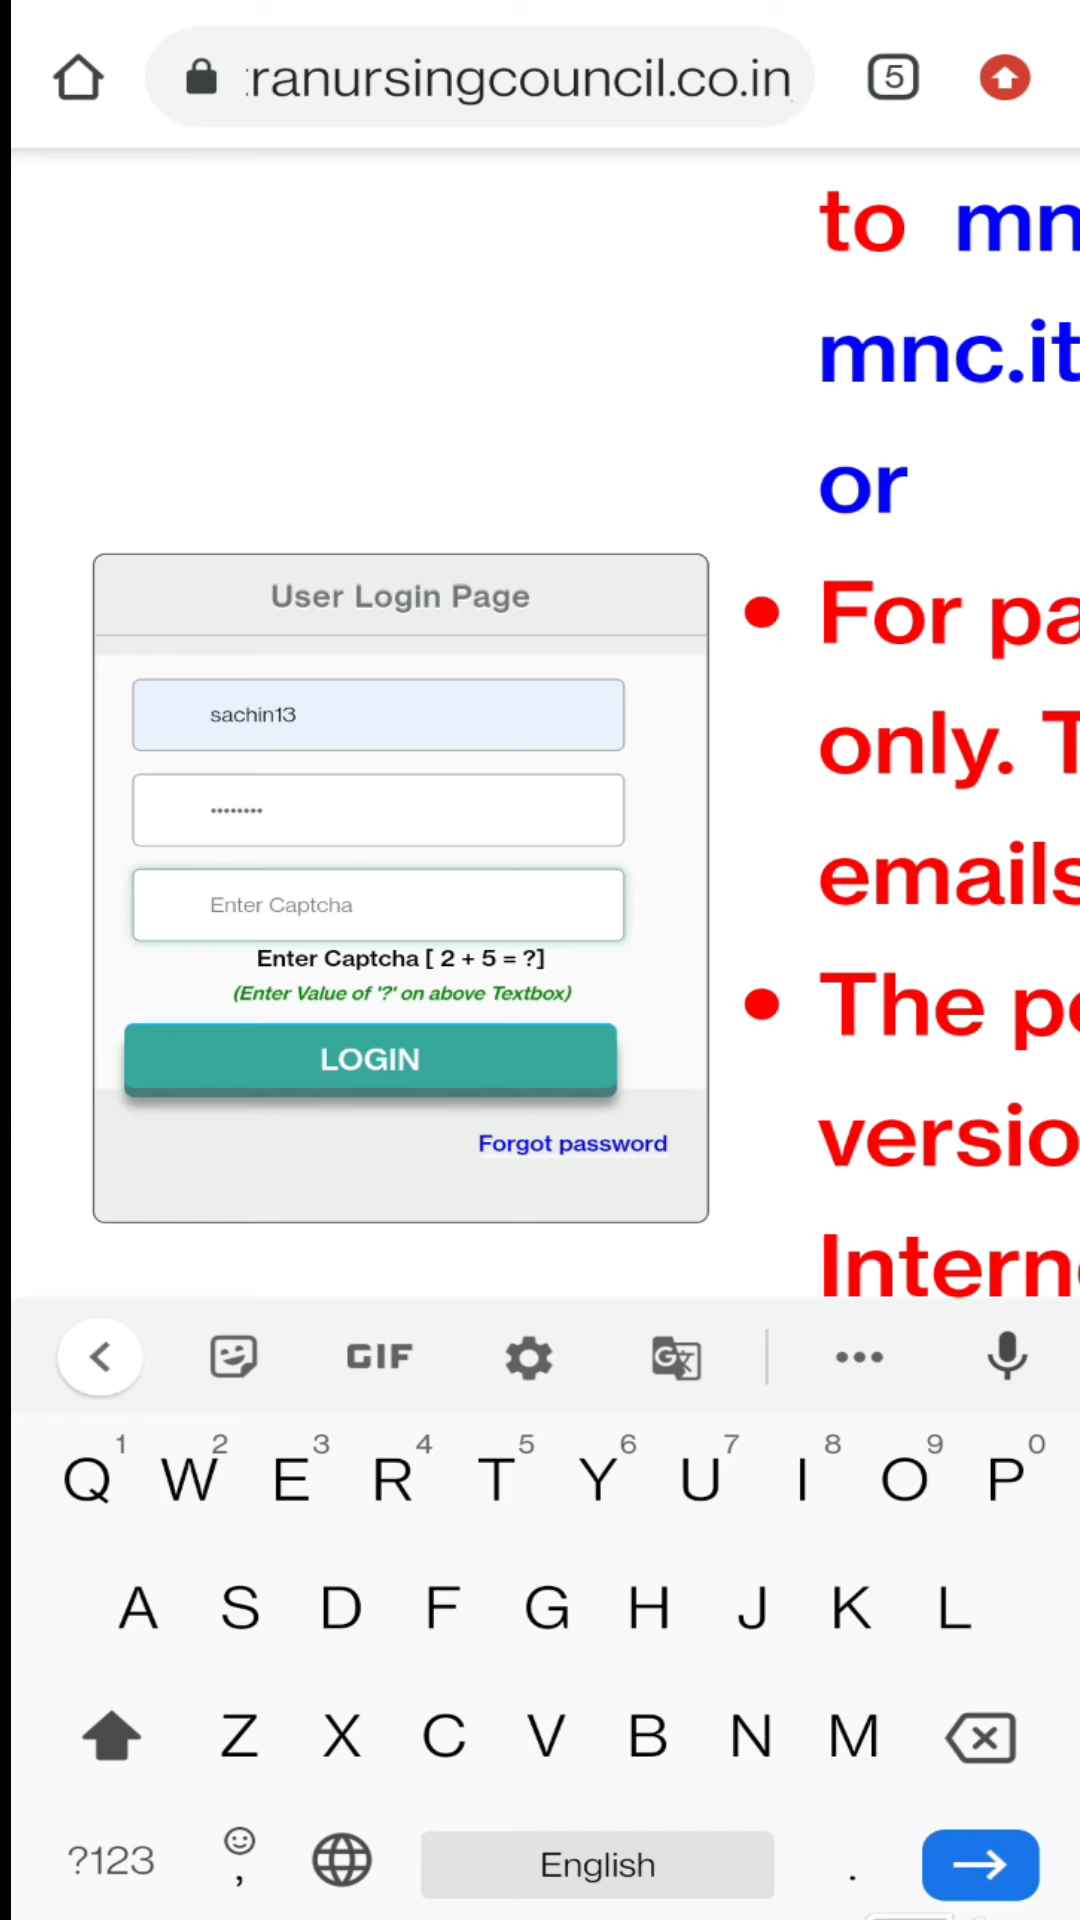 ranursingcouncil.co.in
5
to mn
mnc.it
or
User Login Page
sachin13
••••••••
Enter Captcha
Enter Captcha [ 2 + 5 = ?]
(Enter Value of '?' on above Textbox)
LOGIN
Forgot password
• For pa
only. T
emails
• The pe
versio
Interne
GIF
1 2 3 4 5 6 7 8 9 0
Q W E R T Y U I O P
A S D F G H J K L
Z X C V B N M
?123 , English .